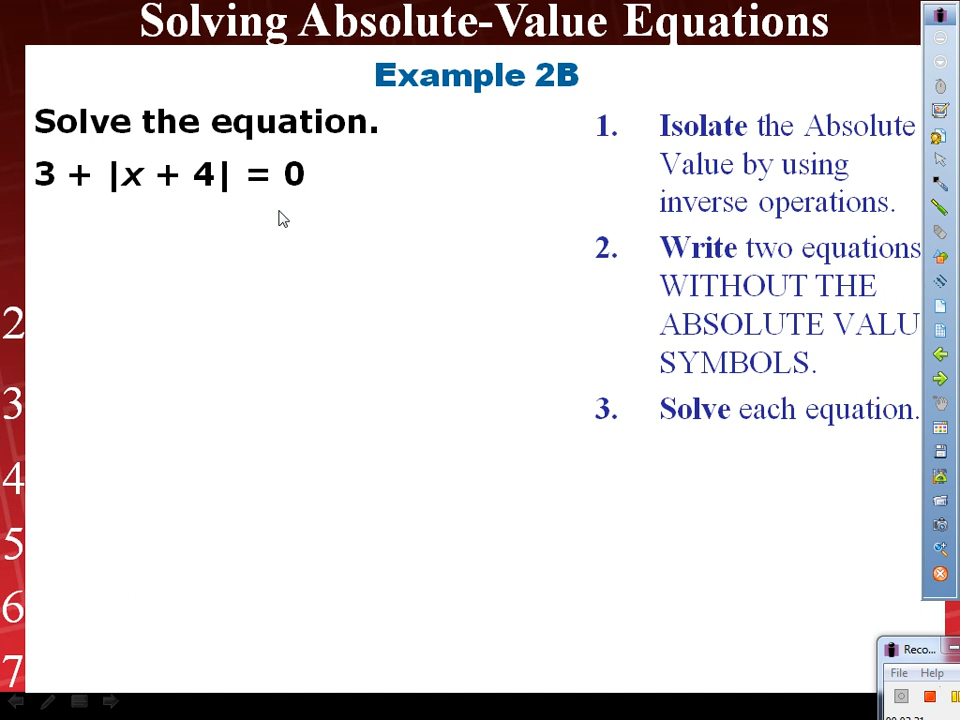 Solving Absolute-Value Equations
Example 2B
Solve the equation.
3 + |x + 4| = 0
1. Isolate the Absolute
Value by using
inverse operations.
2. Write two equations
WITHOUT THE
ABSOLUTE VALU
SYMBOLS.
3. Solve each equation.
2
3
4
5
6
7
Reco...
File Help